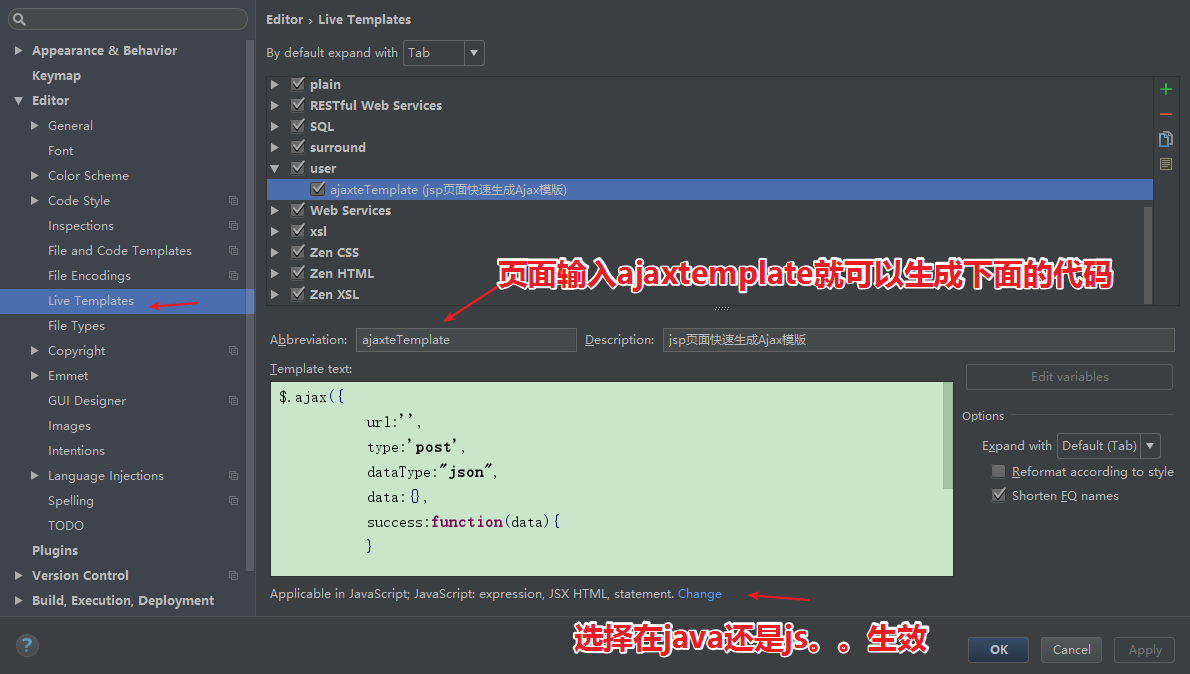 Editor › Live Templates
Appearance & Behavior
Keymap
Editor
General
Font
Color Scheme
Code Style
Inspections
File and Code Templates
File Encodings
Live Templates
File Types
Copyright
Emmet
GUI Designer
Images
Intentions
Language Injections
Spelling
TODO
Plugins
Version Control
Build, Execution, Deployment
By default expand with Tab
plain
RESTful Web Services
SQL
surround
user
ajaxteTemplate (jsp页面快速生成Ajax模版)
Web Services
xsl
Zen CSS
Zen HTML
Zen XSL
页面输入ajaxtemplate就可以生成下面的代码
Abbreviation: ajaxteTemplate Description: jsp页面快速生成Ajax模版
Template text:
$.ajax({
url:'',
type:'post',
dataType:"json",
data:{},
success:function(data){
}
Edit variables
Options
Expand with Default (Tab)
Reformat according to style
Shorten FQ names
Applicable in JavaScript; JavaScript: expression, JSX HTML, statement. Change
选择在java还是js。。生效
? OK Cancel Apply